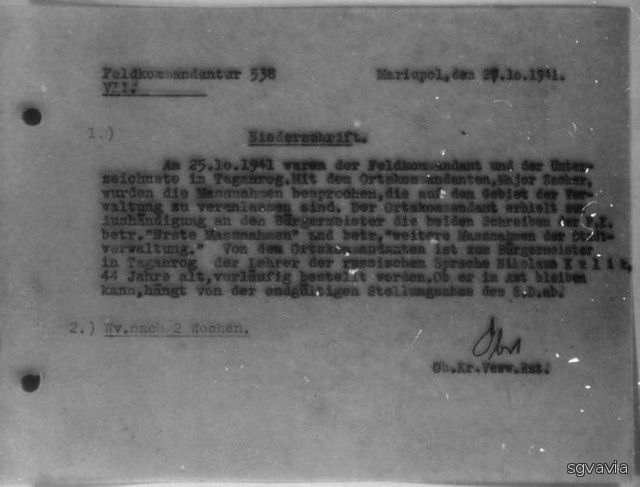 Feldkommandantur 538 Mariupol,den 27.10.1941.
VII.
1.) Niederschrift.
Am 25.10.1941 waren der Feldkommandant und der Unter-
zeichnete in Taganrog.Mit dem Ortskommandanten,Major
wurden die Massnahmen besprochen,die auf dem Gebiet der Ver-
waltung zu veranlassen sind. Der Ortskommandant erhielt zur
Aushändigung an den Bürgermeister die beiden Schreiben der
betr."Erste Massnahmen" und betr."weitere Massnahmen der
verwaltung." Von dem Ortskommandanten ist zum Bürgermeister
in Taganrog der Lehrer der russischen Sprache Nikolaus K u l i k,
44 Jahre alt,vorläufig bestellt worden.Ob er im Amt bleiben
kann,hängt von der endgültigen Stellungnahme des S.D.ab.
2.) Wv.nach 2 Wochen.
Ob.Kr.Verw.Rat.
sgvavia